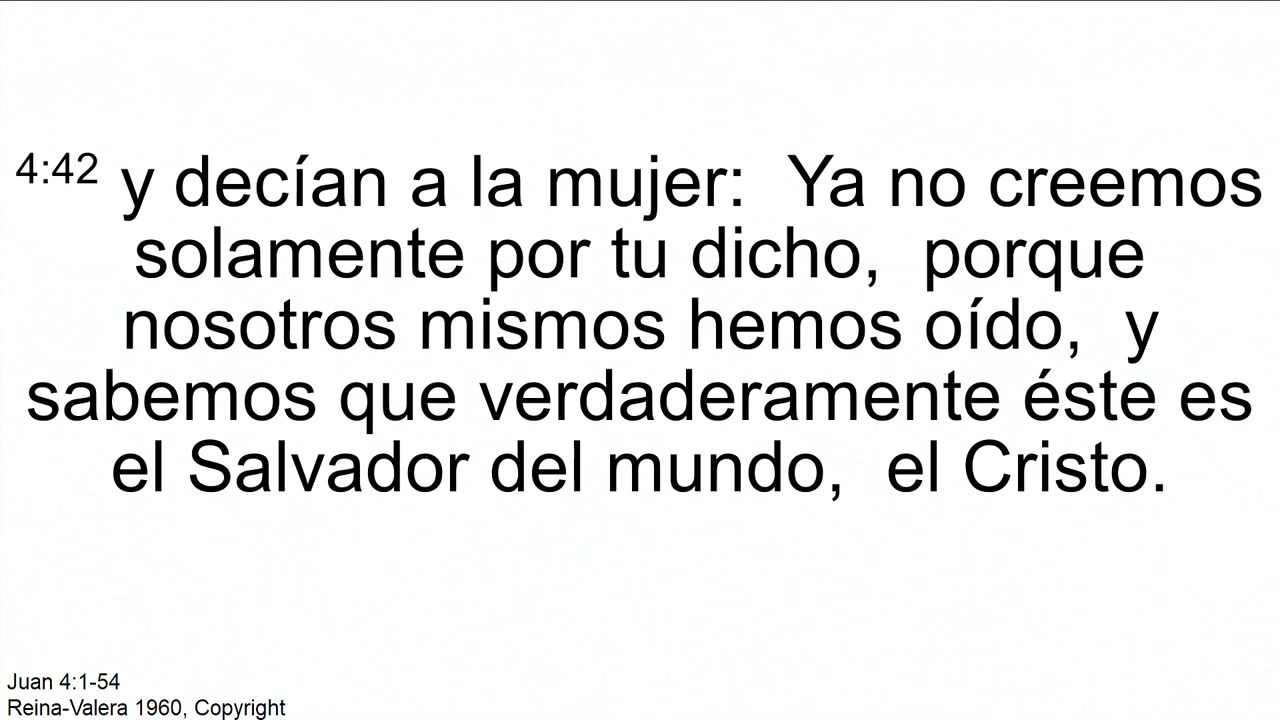 4:42 y decían a la mujer:  Ya no creemos
solamente por tu dicho,  porque
nosotros mismos hemos oído,  y
sabemos que verdaderamente éste es
el Salvador del mundo,  el Cristo.
Juan 4:1-54
Reina-Valera 1960, Copyright